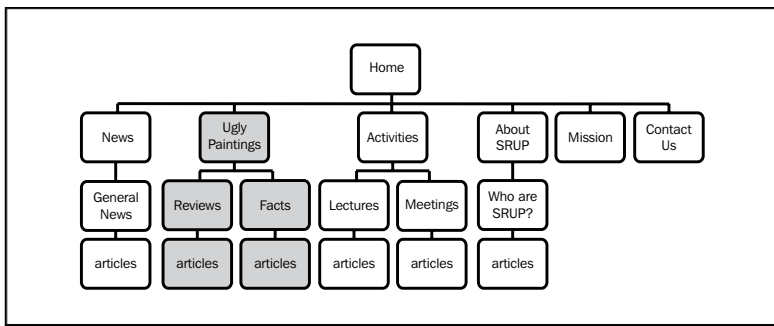 Home
News
Ugly
Paintings
Activities
About
SRUP
Mission
Contact
Us
General
News
Reviews
Facts
Lectures
Meetings
Who are
SRUP?
articles
articles
articles
articles
articles
articles